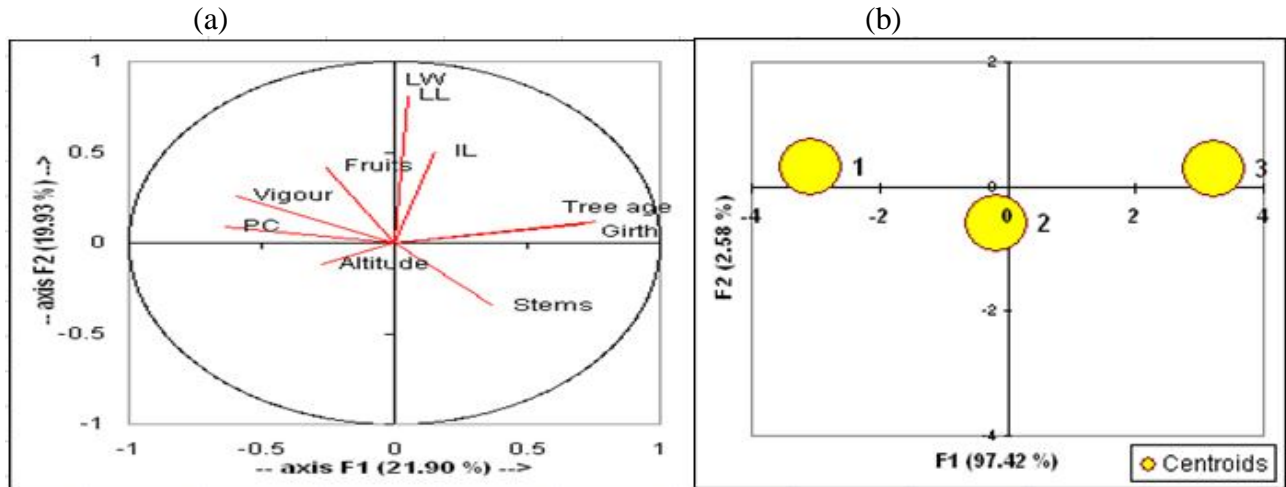 (a)
(b)
1
LW
LL
0.5
IL
Fruits
Vigour
Tree age
PC
Girth
0
Altitude
Stems
-0.5
-1
-1
-0.5
0
0.5
1
-- axis F2 (19.93 %) -->
-- axis F1 (21.90 %) -->
2
1
3
0
-4
-2
0
2
4
2
-2
-4
F2 (2.58 %)
F1 (97.42 %)
Centroids